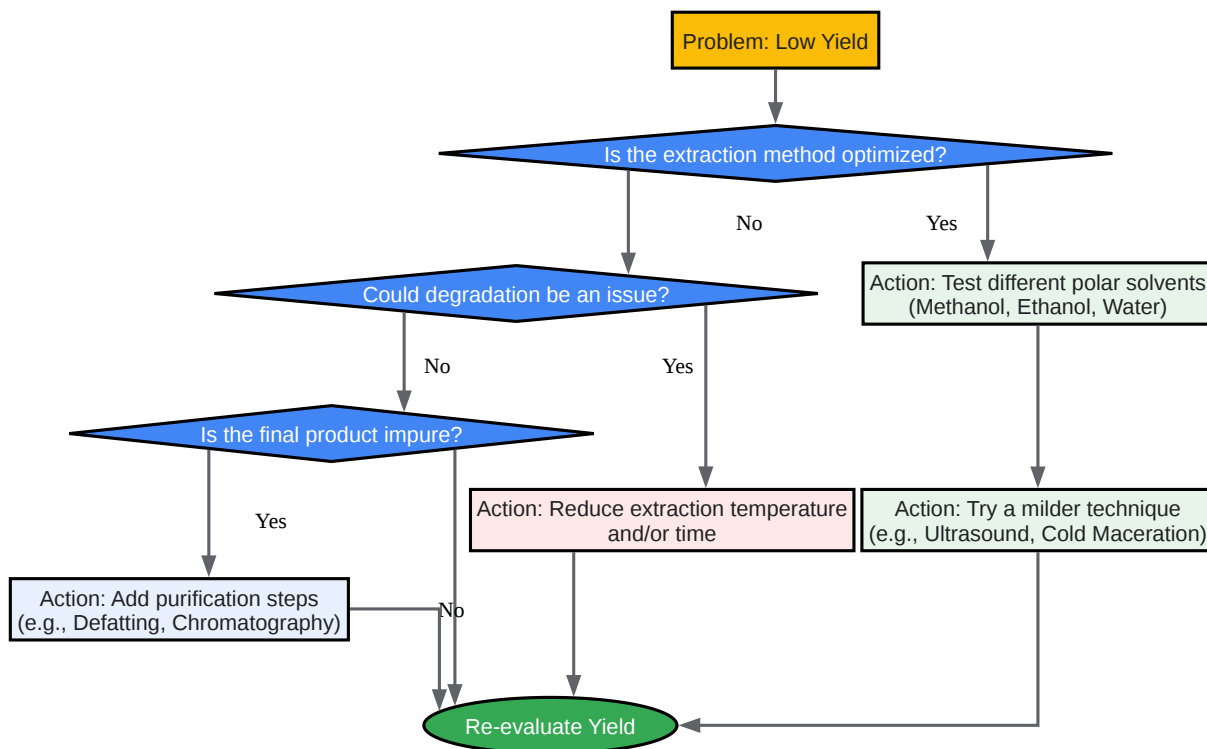 Problem: Low Yield
Is the extraction method optimized?
No
Yes
Action: Test different polar solvents
(Methanol, Ethanol, Water)
Could degradation be an issue?
No
Yes
Is the final product impure?
Action: Reduce extraction temperature
and/or time
Action: Try a milder technique
(e.g., Ultrasound, Cold Maceration)
Yes
Action: Add purification steps
(e.g., Defatting, Chromatography)
No
Re-evaluate Yield